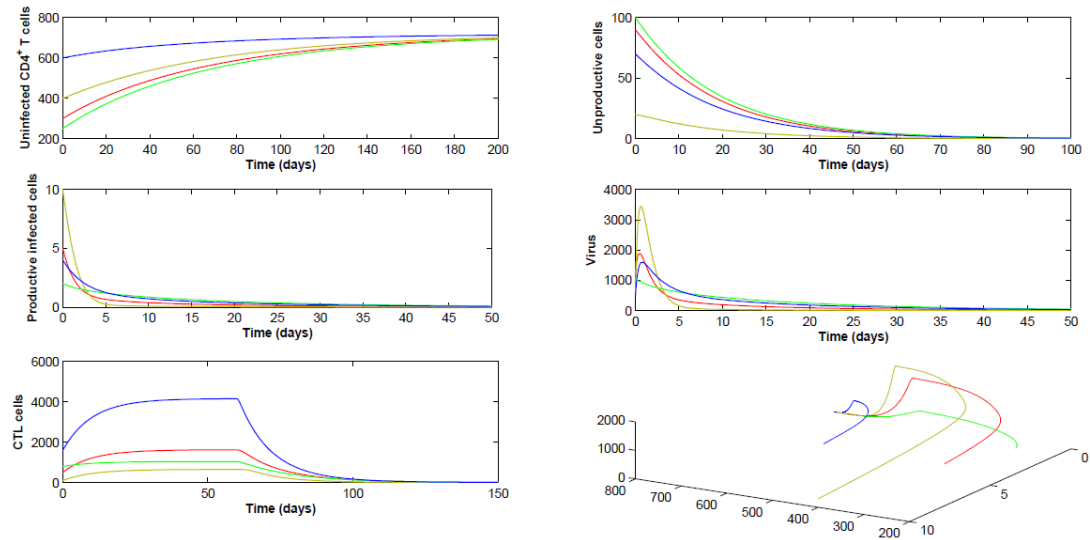 Uninfected CD4+ T cells
800
600
400
200
0 20 40 60 80 100 120 140 160 180 200
Time (days)
Unproductive cells
100
50
0
0 10 20 30 40 50 60 70 80 90 100
Time (days)
Productive infected cells
10
5
0
0 5 10 15 20 25 30 35 40 45 50
Time (days)
Virus
4000
3000
2000
1000
0
0 5 10 15 20 25 30 35 40 45 50
Time (days)
CTL cells
6000
4000
2000
0
0 50 100 150
Time (days)
2000
1000
0
800 700 600 500 400 300 200
10 5 0